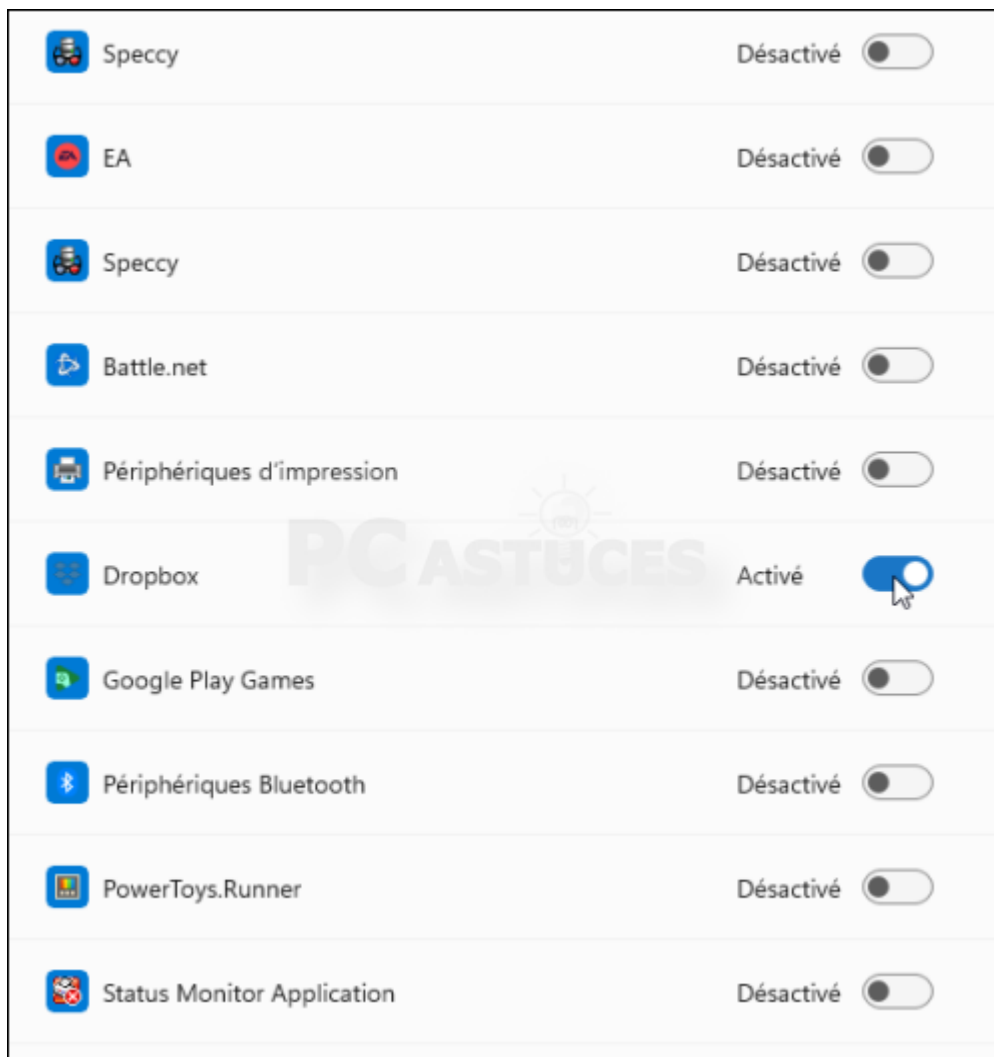 Speccy Désactivé
EA Désactivé
Speccy Désactivé
Battle.net Désactivé
Périphériques d’impression Désactivé
PC ASTUCES
Dropbox Activé
Google Play Games Désactivé
Périphériques Bluetooth Désactivé
PowerToys.Runner Désactivé
Status Monitor Application Désactivé